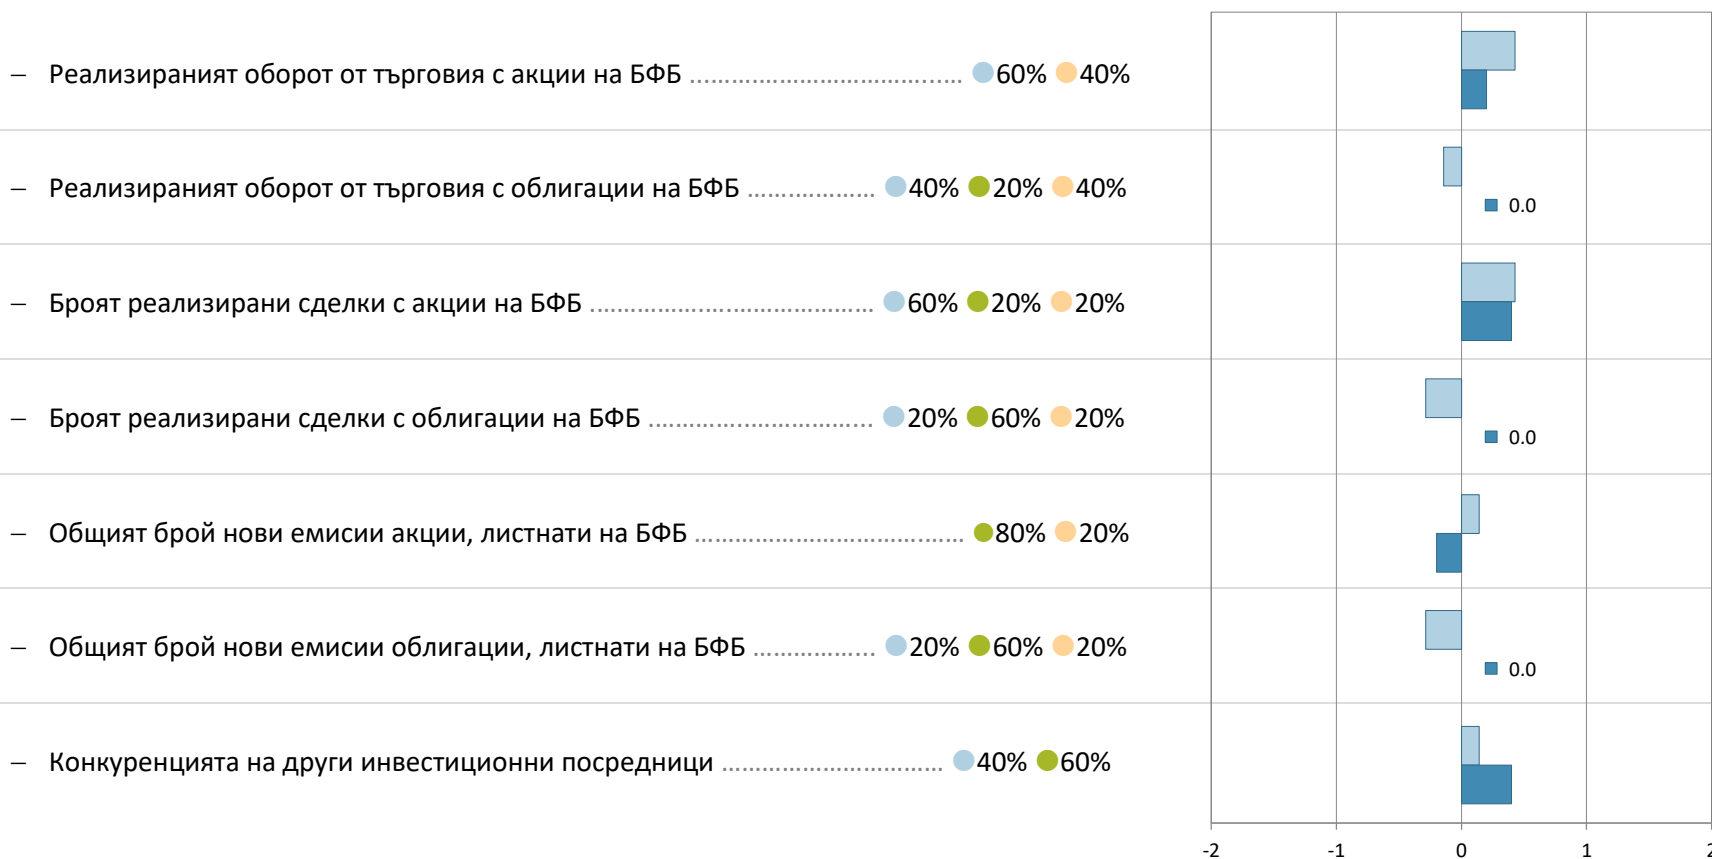 – Реализираният оборот от търговия с акции на БФБ ………………………………………. 60% 40%
– Реализираният оборот от търговия с облигации на БФБ ……………… 40% 20% 40%
0.0
– Броят реализирани сделки с акции на БФБ ………………………………… 60% 20% 20%
– Броят реализирани сделки с облигации на БФБ ………………………… 20% 60% 20%
0.0
– Общият брой нови емисии акции, листнати на БФБ ……………………………… 80% 20%
– Общият брой нови емисии облигации, листнати на БФБ …………… 20% 60% 20%
0.0
– Конкуренцията на други инвестиционни посредници ………………………… 40% 60%
-2 -1 0 1 2